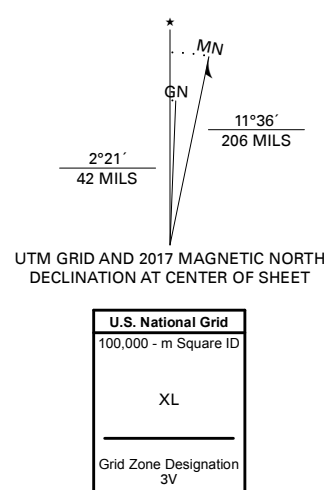 ★
MN
GN
11°36´
206 MILS
2°21´
42 MILS
UTM GRID AND 2017 MAGNETIC NORTH
DECLINATION AT CENTER OF SHEET
U.S. National Grid
100,000 - m Square ID
XL
Grid Zone Designation
3V